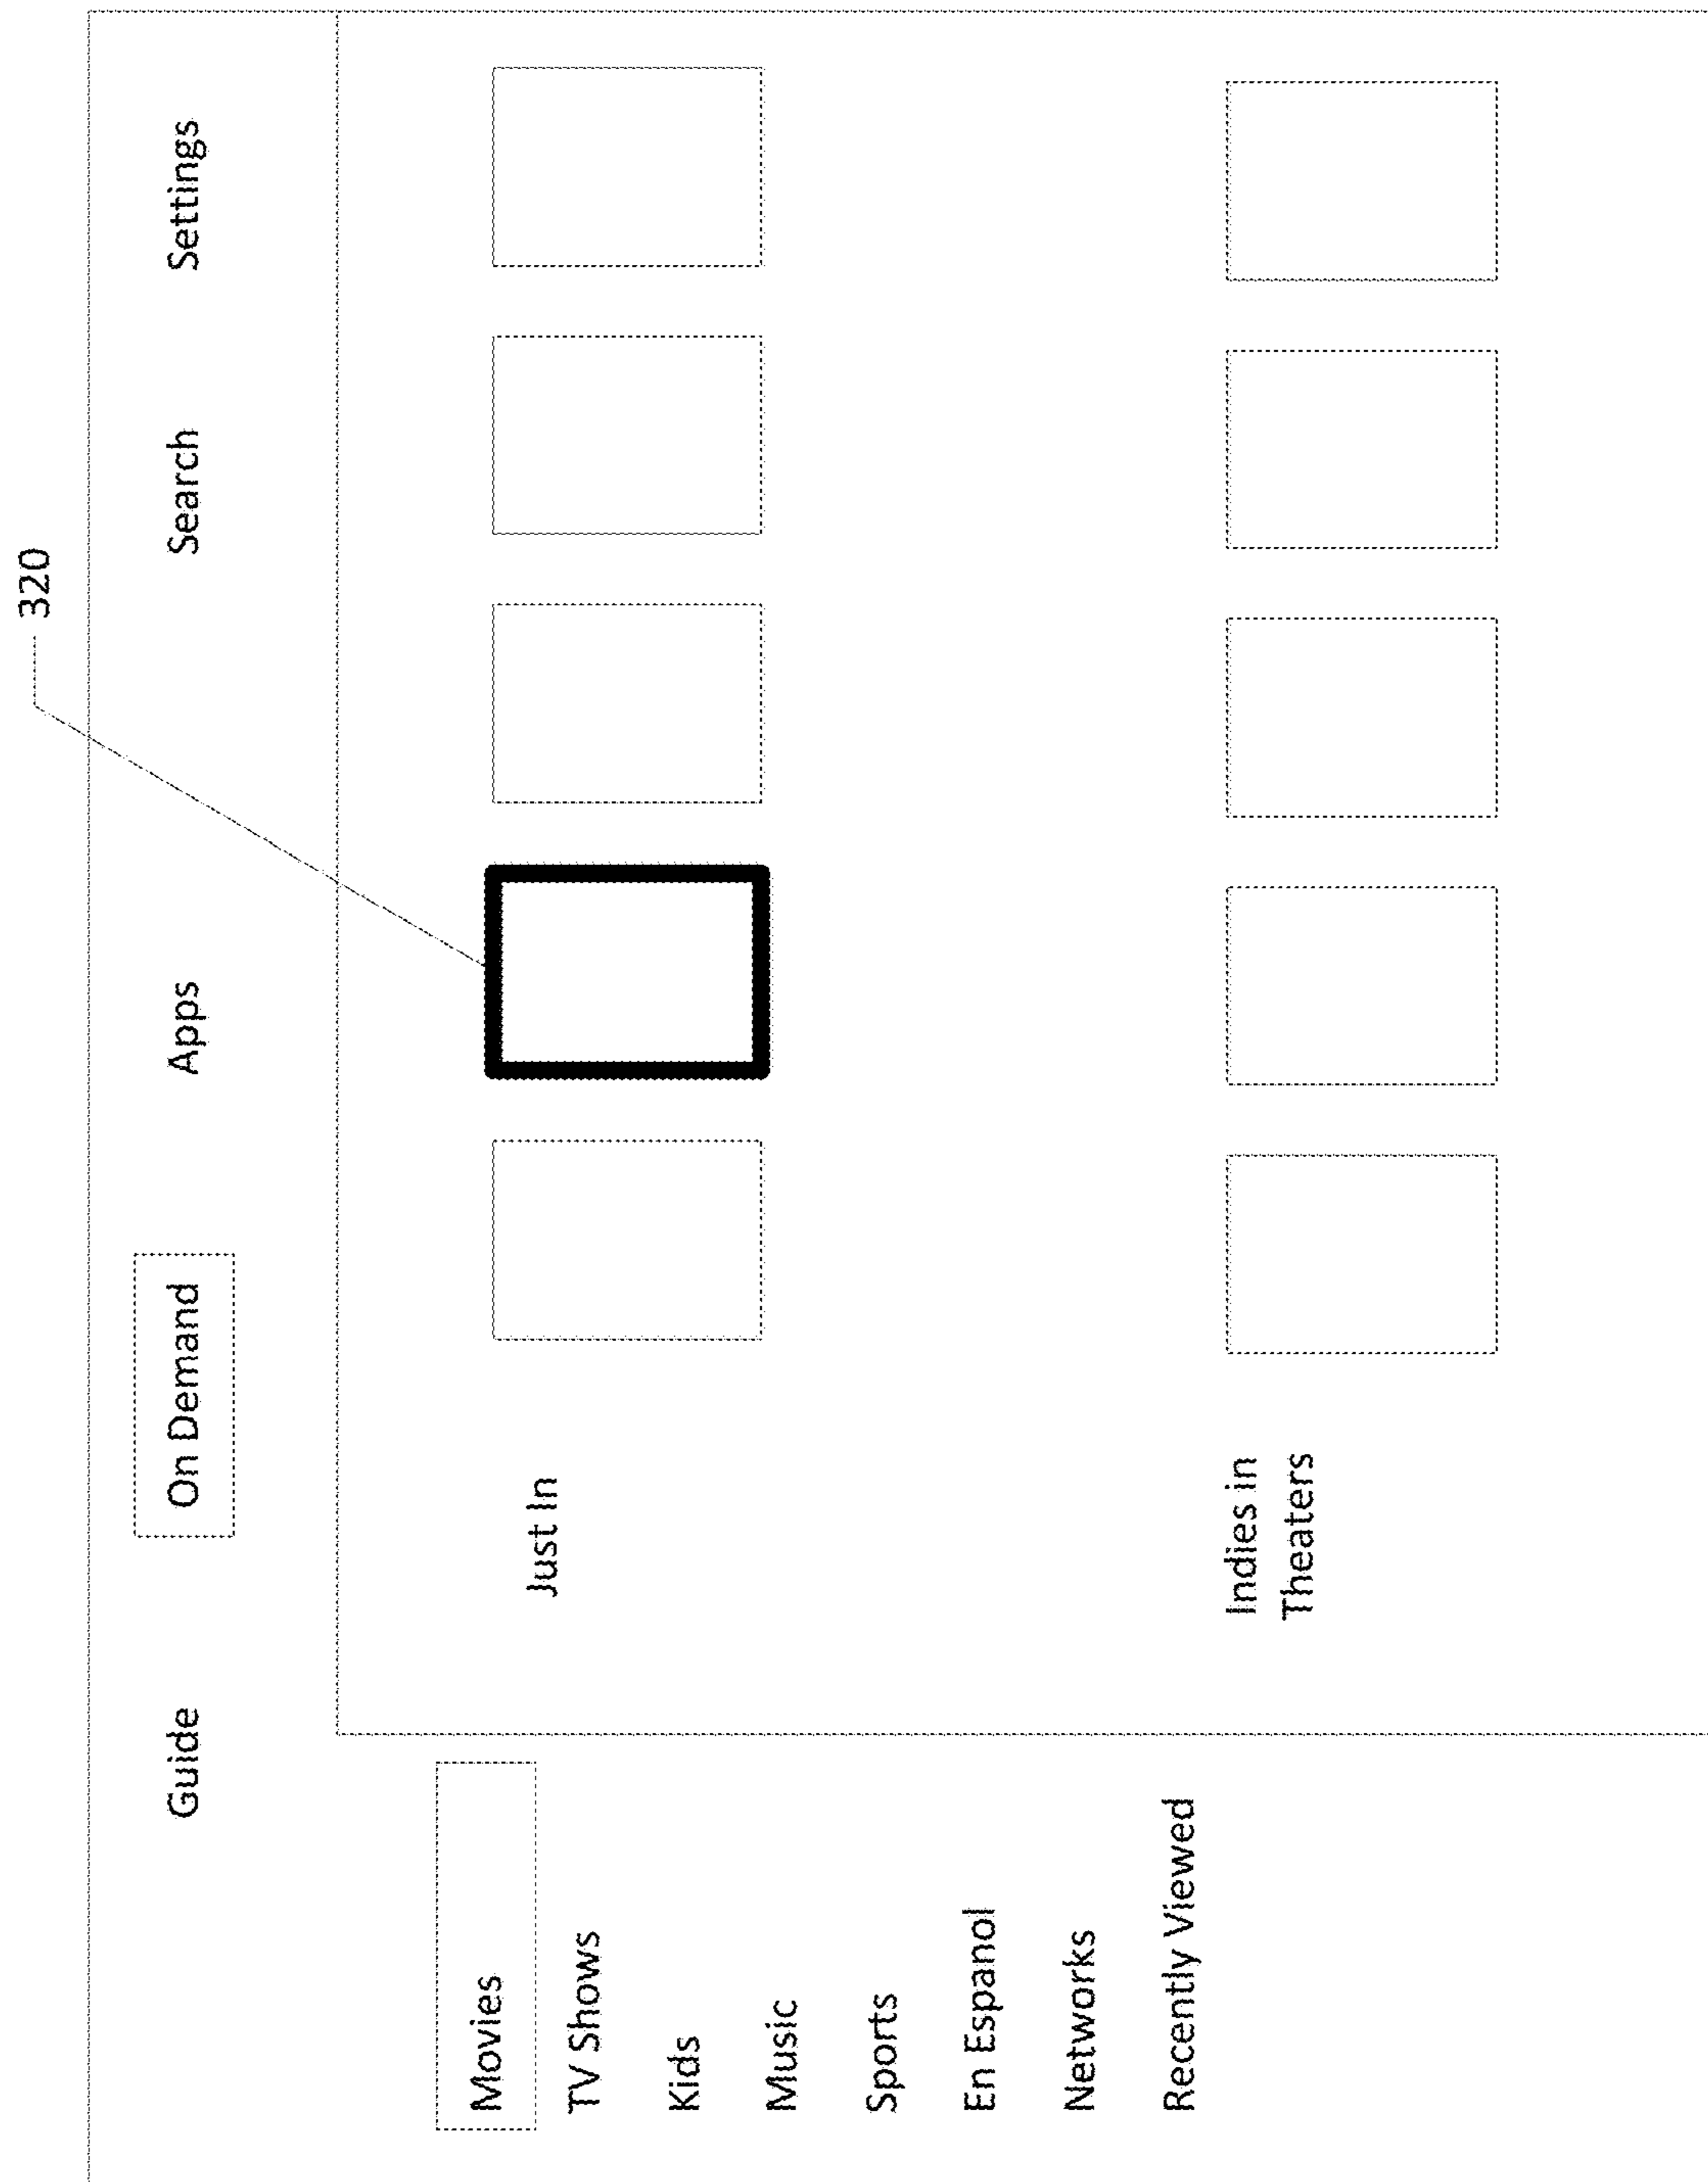 320
Guide
On Demand
Apps
Search
Settings
Movies
TV Shows
Kids
Music
Sports
En Espanol
Networks
Recently Viewed
Just In
Indies in
Theaters